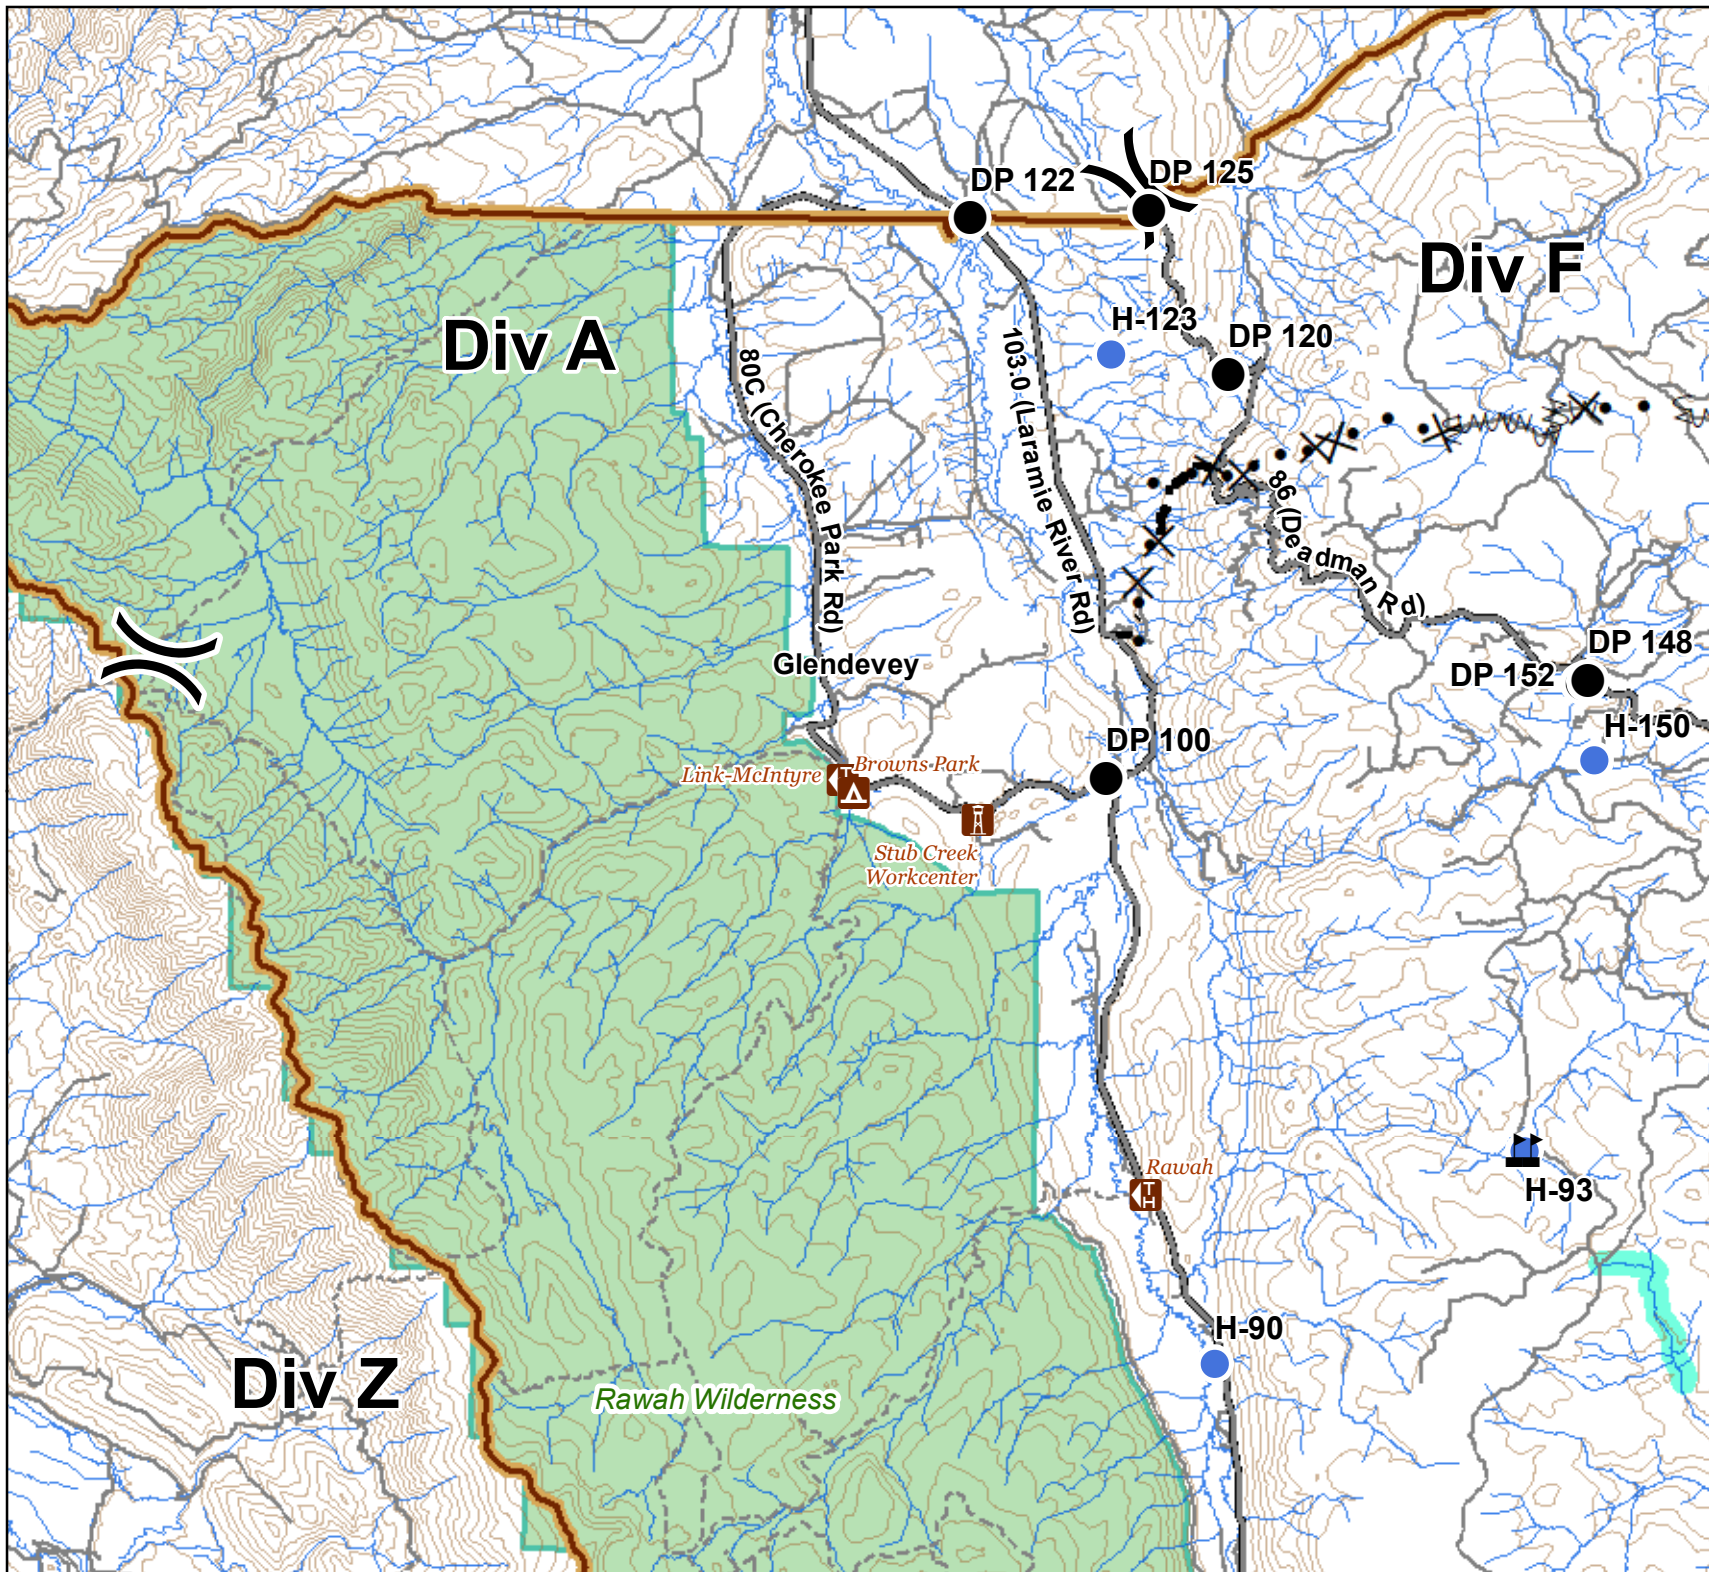 DP 122
DP 125
Div F
Div A
H-123
DP 120
80C (Cherokee Park Rd)
103.0 (Laramie River Rd)
86 (Deadman Rd)
Glendevey
DP 148
DP 152
H-150
DP 100
Link-McIntyre
Browns Park
Stub Creek
Workcenter
Rawah
TH
H-93
H-90
Div Z
Rawah Wilderness